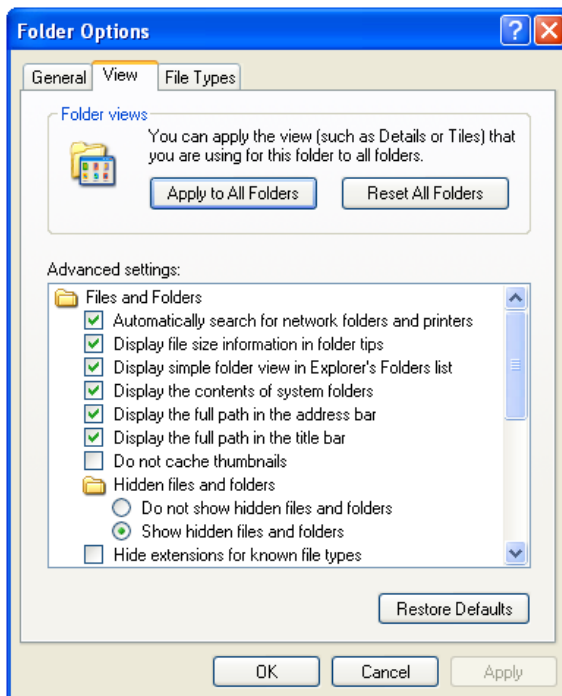 Folder Options
General View File Types
Folder views
You can apply the view (such as Details or Tiles) that
you are using for this folder to all folders.
Apply to All Folders Reset All Folders
Advanced settings:
Files and Folders
Automatically search for network folders and printers
Display file size information in folder tips
Display simple folder view in Explorer's Folders list
Display the contents of system folders
Display the full path in the address bar
Display the full path in the title bar
Do not cache thumbnails
Hidden files and folders
Do not show hidden files and folders
Show hidden files and folders
Hide extensions for known file types
Restore Defaults
OK Cancel Apply